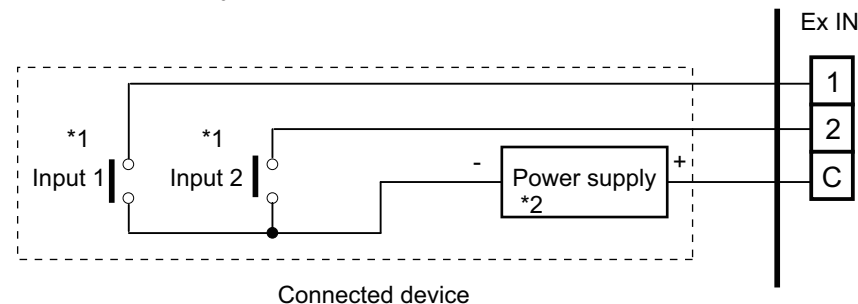 Ex IN
1
*1
*1
2
Input 1
Input 2
-
+
Power supply
*2
C
Connected device